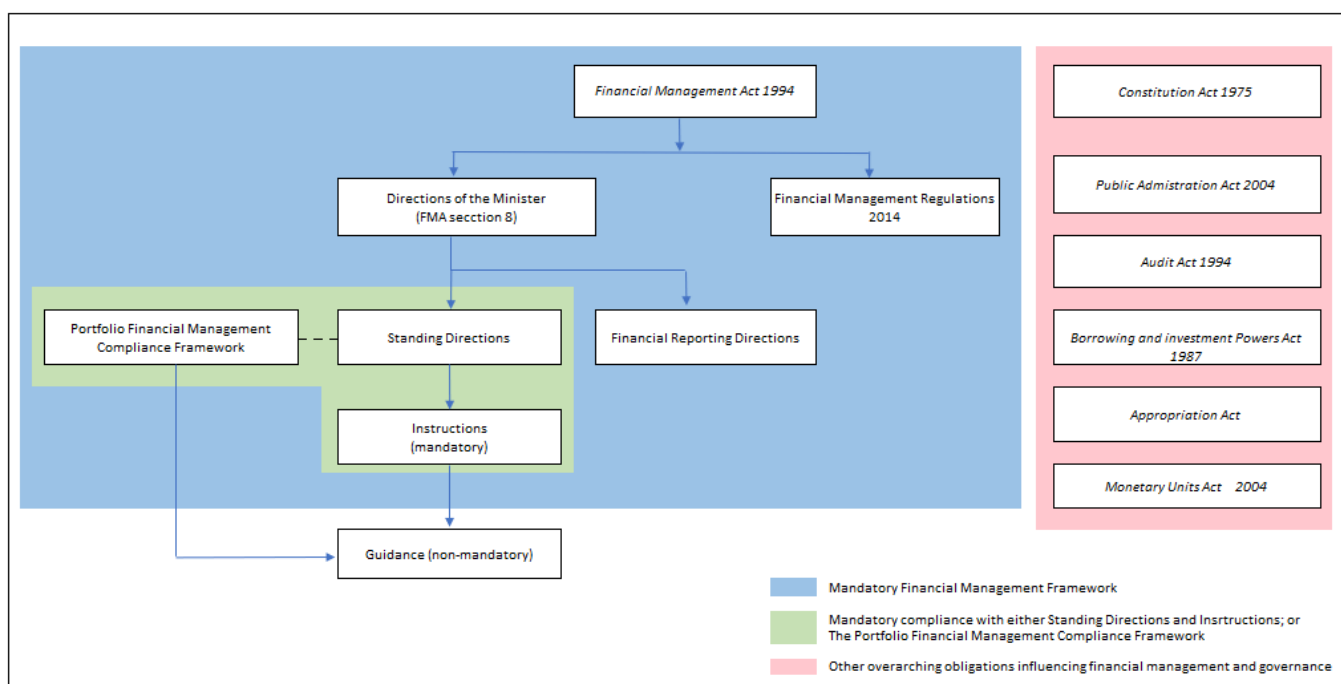 Financial Management Act 1994
Constitution Act 1975
Directions of the Minister
(FMA secction 8)
Financial Management Regulations
2014
Public Admistration Act 2004
Audit Act 1994
Portfolio Financial Management
Compliance Framework
Standing Directions
Financial Reporting Directions
Borrowing and investment Powers Act
1987
Instructions
(mandatory)
Appropriation Act
Monetary Units Act 2004
Guidance (non-mandatory)
Mandatory Financial Management Framework
Mandatory compliance with either Standing Directions and Insrtructions; or
The Portfolio Financial Management Compliance Framework
Other overarching obligations influencing financial management and governance